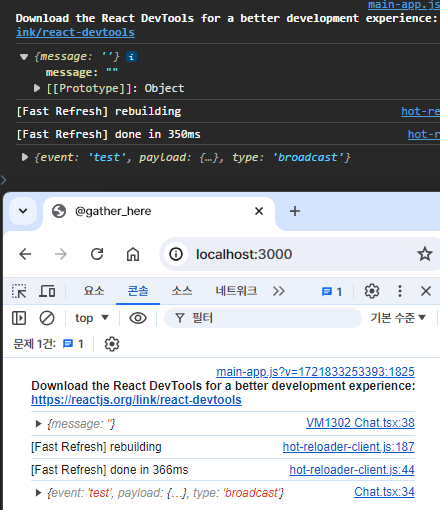 main-app.js
Download the React DevTools for a better development experience:
link/react-devtools
{message: ''} i
message: ""
[[Prototype]]: Object
[Fast Refresh] rebuilding hot-re
[Fast Refresh] done in 350ms hot-r
{event: 'test', payload: {…}, type: 'broadcast'}
@gather_here
localhost:3000
요소 콘솔 소스 네트워크 1
top 필터 기본 수준
문제 1건: 1
main-app.js?v=1721833253393:1825
Download the React DevTools for a better development experience:
https://reactjs.org/link/react-devtools
{message: ''} VM1302 Chat.tsx:38
[Fast Refresh] rebuilding hot-reloader-client.js:187
[Fast Refresh] done in 366ms hot-reloader-client.js:44
{event: 'test', payload: {…}, type: 'broadcast'} Chat.tsx:34